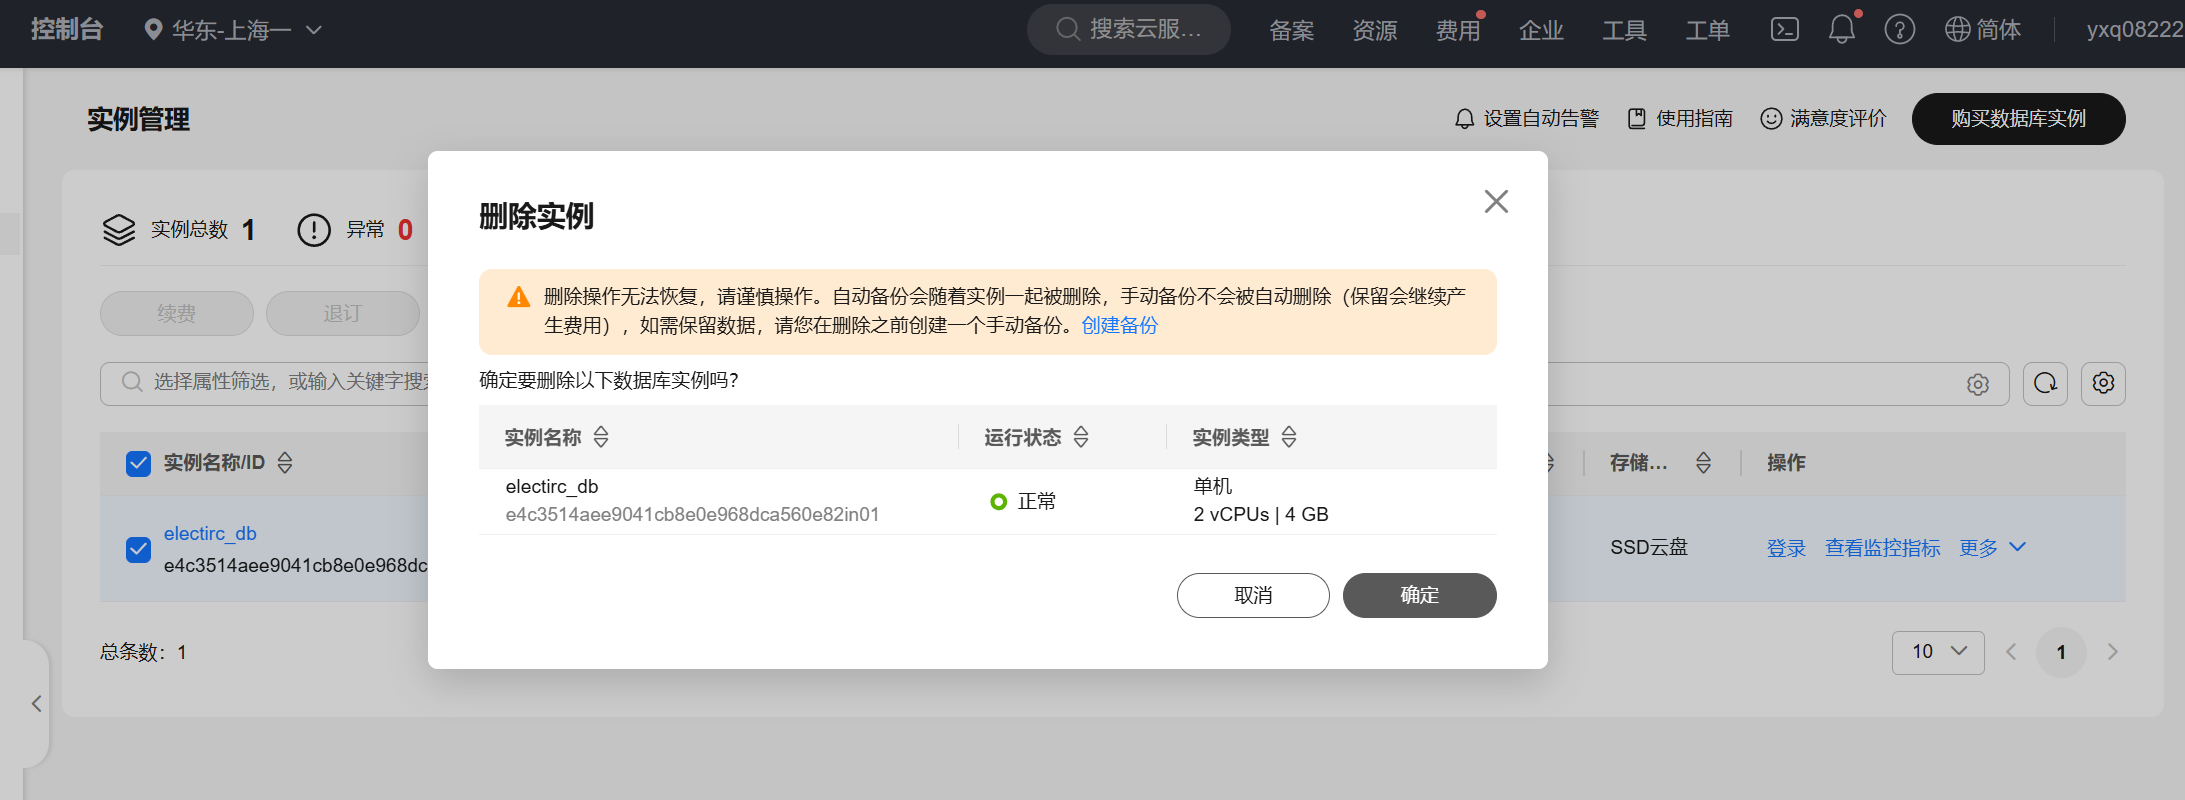 控制台 华东-上海一 搜索云服... 备案 资源 费用 企业 工具 工单 简体 yxq08222
实例管理 设置自动告警 使用指南 满意度评价 购买数据库实例
实例总数 1 异常 0
续费 退订
选择属性筛选，或输入关键字搜
实例名称/ID 存储... 操作
electirc_db
e4c3514aee9041cb8e0e968dc
SSD云盘 登录 查看监控指标 更多
总条数：1 10 1
删除实例
删除操作无法恢复，请谨慎操作。自动备份会随着实例一起被删除，手动备份不会被自动删除（保留会继续产
生费用），如需保留数据，请您在删除之前创建一个手动备份。创建备份
确定要删除以下数据库实例吗？
实例名称 运行状态 实例类型
electirc_db
e4c3514aee9041cb8e0e968dca560e82in01
正常
单机
2 vCPUs | 4 GB
取消 确定